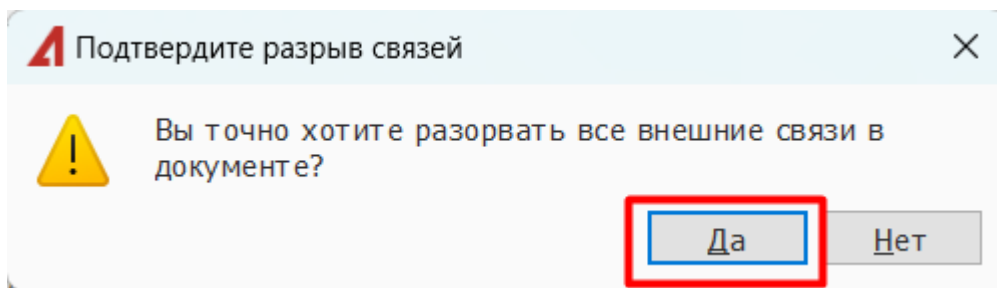 Подтвердите разрыв связей
Вы точно хотите разорвать все внешние связи в
документе?
Да Нет